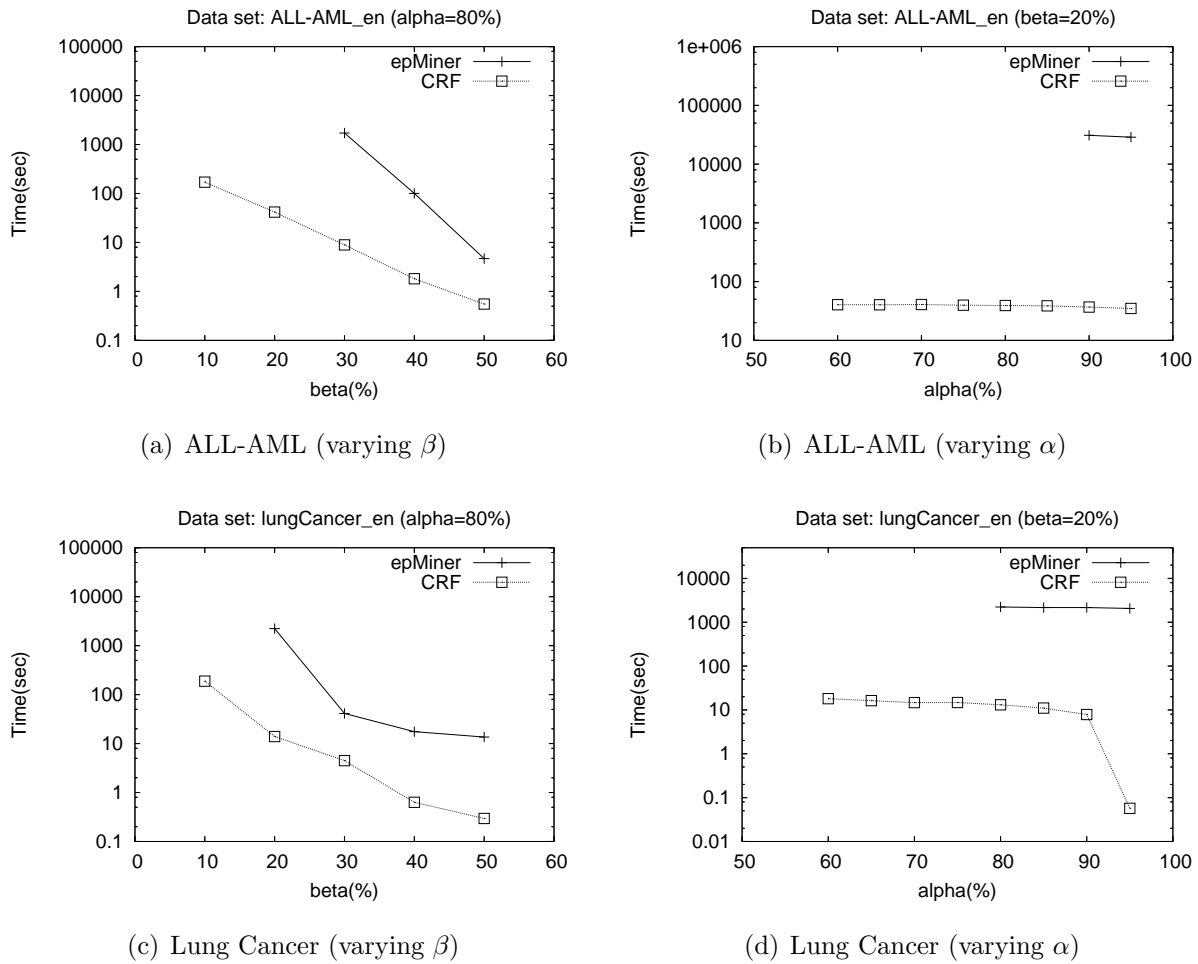 Data set: ALL-AML_en (alpha=80%)
100000
10000
1000
100
10
1
0.1
Time(sec)
epMiner
CRF
0 10 20 30 40 50 60
beta(%)
(a) ALL-AML (varying β)
Data set: ALL-AML_en (beta=20%)
1e+006
100000
10000
1000
100
10
Time(sec)
epMiner
CRF
50 60 70 80 90 100
alpha(%)
(b) ALL-AML (varying α)
Data set: lungCancer_en (alpha=80%)
100000
10000
1000
100
10
1
0.1
Time(sec)
epMiner
CRF
0 10 20 30 40 50 60
beta(%)
(c) Lung Cancer (varying β)
Data set: lungCancer_en (beta=20%)
10000
1000
100
10
1
0.1
0.01
Time(sec)
epMiner
CRF
50 60 70 80 90 100
alpha(%)
(d) Lung Cancer (varying α)